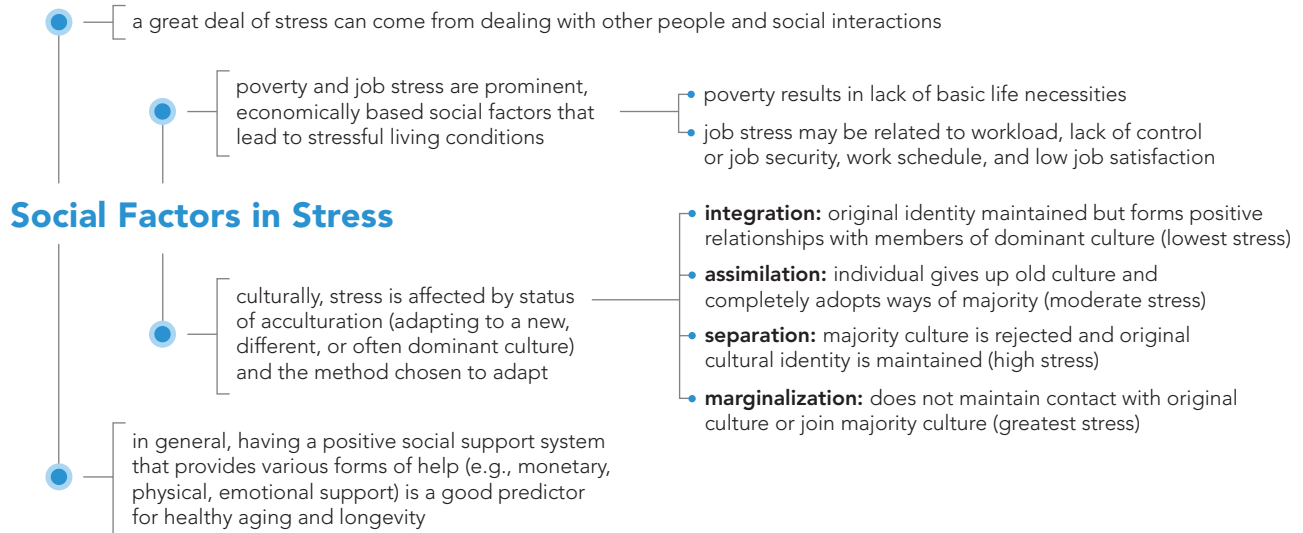 a great deal of stress can come from dealing with other people and social interactions
poverty and job stress are prominent,
economically based social factors that
lead to stressful living conditions
poverty results in lack of basic life necessities
job stress may be related to workload, lack of control
or job security, work schedule, and low job satisfaction
Social Factors in Stress
culturally, stress is affected by status
of acculturation (adapting to a new,
different, or often dominant culture)
and the method chosen to adapt
integration: original identity maintained but forms positive
relationships with members of dominant culture (lowest stress)
assimilation: individual gives up old culture and
completely adopts ways of majority (moderate stress)
separation: majority culture is rejected and original
cultural identity is maintained (high stress)
marginalization: does not maintain contact with original
culture or join majority culture (greatest stress)
in general, having a positive social support system
that provides various forms of help (e.g., monetary,
physical, emotional support) is a good predictor
for healthy aging and longevity